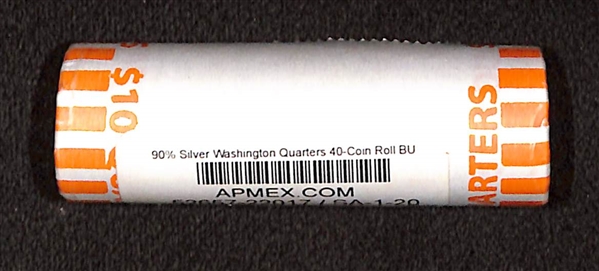 $10
90% Silver Washington Quarters 40-Coin Roll BU
APMEX.COM
ARTERS